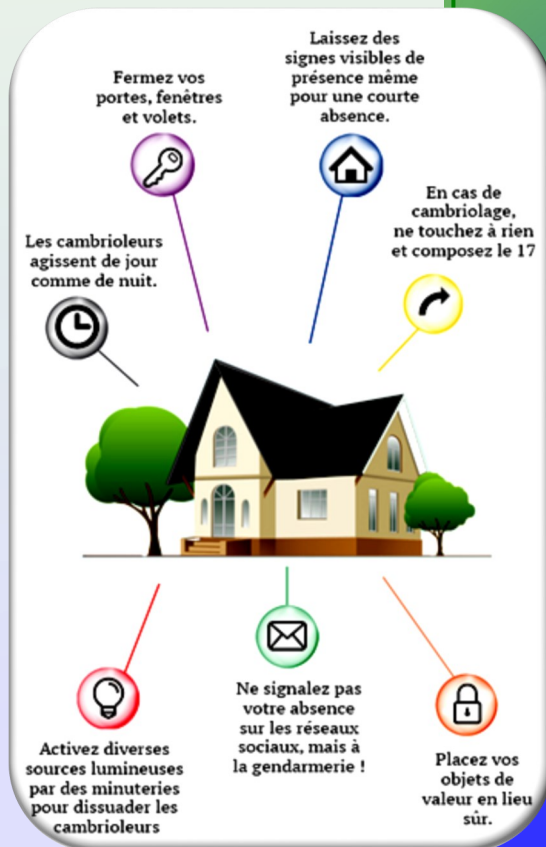 Laissez des
signes visibles de
présence même
pour une courte
absence.
Fermez vos
portes, fenêtres
et volets.
En cas de
cambriolage,
ne touchez à rien
et composez le 17
Les cambrioleurs
agissent de jour
comme de nuit.
Ne signalez pas
votre absence
sur les réseaux
sociaux, mais à
la gendarmerie !
Activez diverses
sources lumineuses
par des minuteries
pour dissuader les
cambrioleurs
Placez vos
objets de
valeur en lieu
sûr.